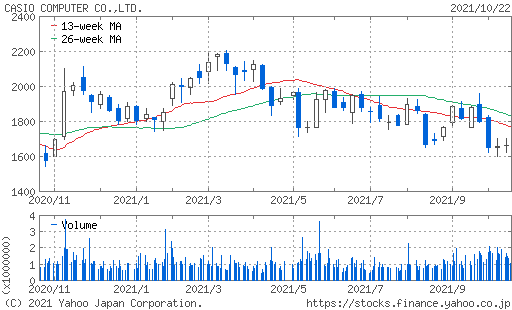 CASIO COMPUTER CO.,LTD. 2021/10/22
2400
13-week MA
26-week MA
2200
2000
1800
1600
1400
2020/11 2021/1 2021/3 2021/5 2021/7 2021/9
4
Volume
3
2
1
0
(x1000000)
2020/11 2021/1 2021/3 2021/5 2021/7 2021/9
(C) 2021 Yahoo Japan Corporation. https://stocks.finance.yahoo.co.jp